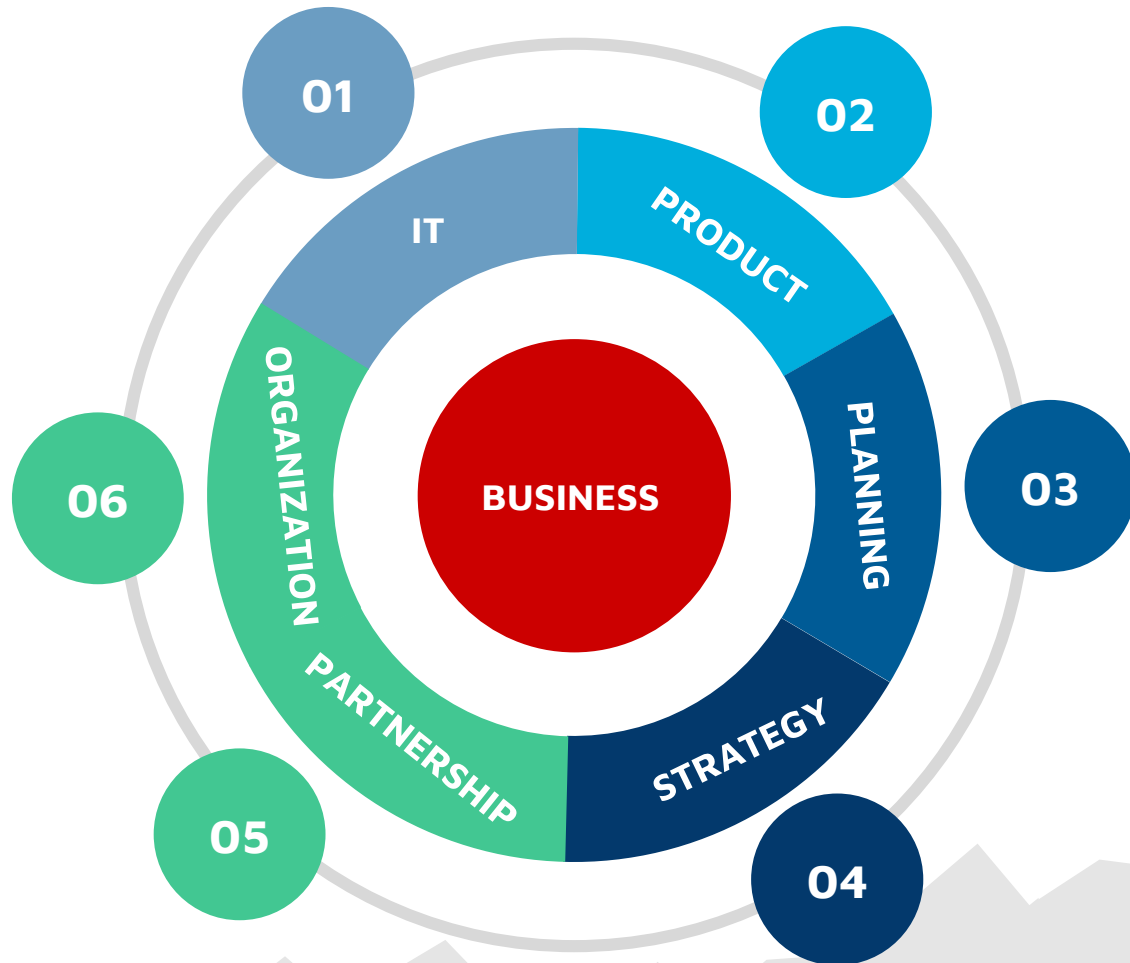 01
02
IT
PRODUCT
ORGANIZATION
PLANNING
BUSINESS
06
03
PARTNERSHIP
STRATEGY
05
04